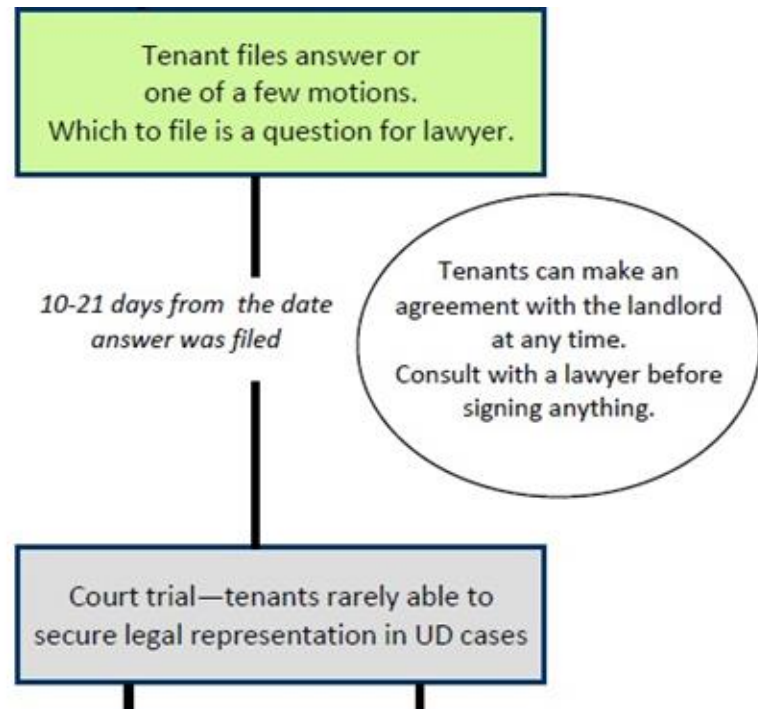 Tenant files answer or
one of a few motions.
Which to file is a question for lawyer.
10-21 days from the date
answer was filed
Tenants can make an
agreement with the landlord
at any time.
Consult with a lawyer before
signing anything.
Court trial—tenants rarely able to
secure legal representation in UD cases